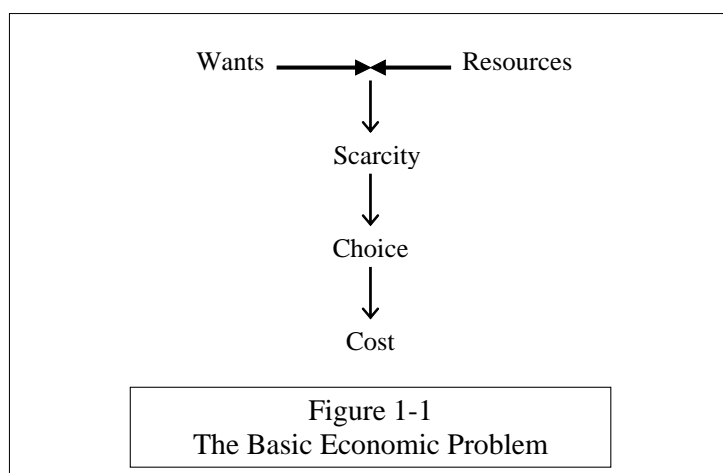 Wants Resources
Scarcity
Choice
Cost
Figure 1-1
The Basic Economic Problem